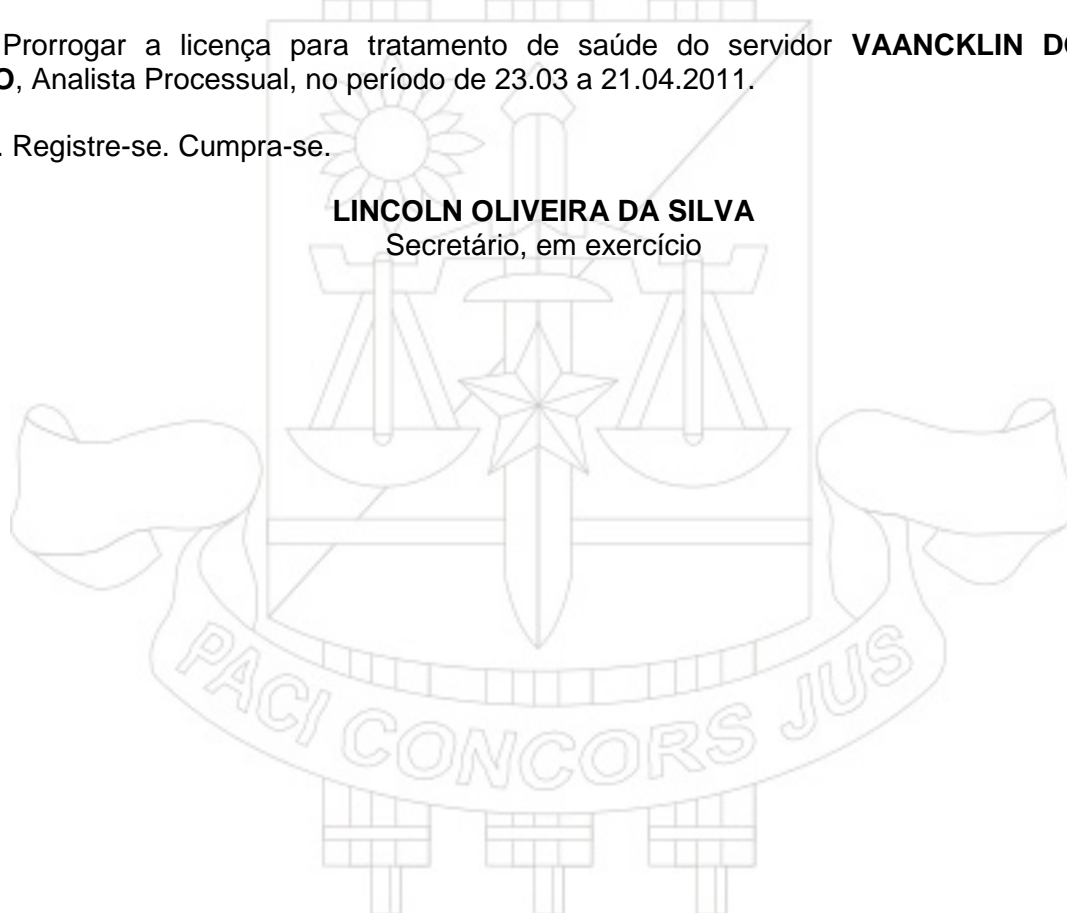 Prorrogar a licença para tratamento de saúde do servidor VAANCKLIN
O, Analista Processual, no período de 23.03 a 21.04.2011.
. Registre-se. Cumpra-se.
LINCOLN OLIVEIRA DA SILVA
Secretário, em exercício
PACI CONCORS JUS